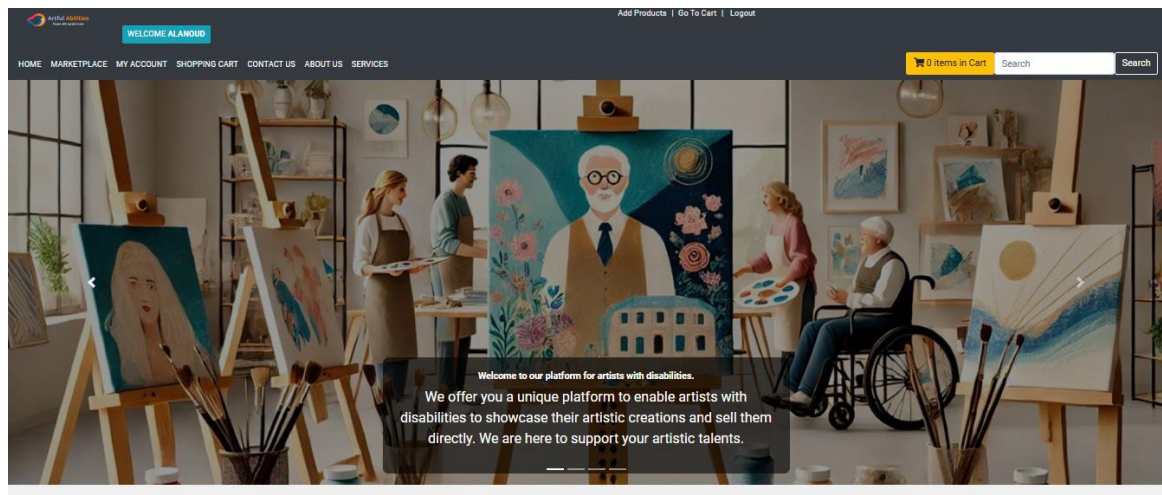 Artful Abilities
Add Products | Go To Cart | Logout
WELCOME ALANOUD
HOME MARKETPLACE MY ACCOUNT SHOPPING CART CONTACT US ABOUT US SERVICES
0 items in Cart Search Search
Welcome to our platform for artists with disabilities.
We offer you a unique platform to enable artists with
disabilities to showcase their artistic creations and sell them
directly. We are here to support your artistic talents.